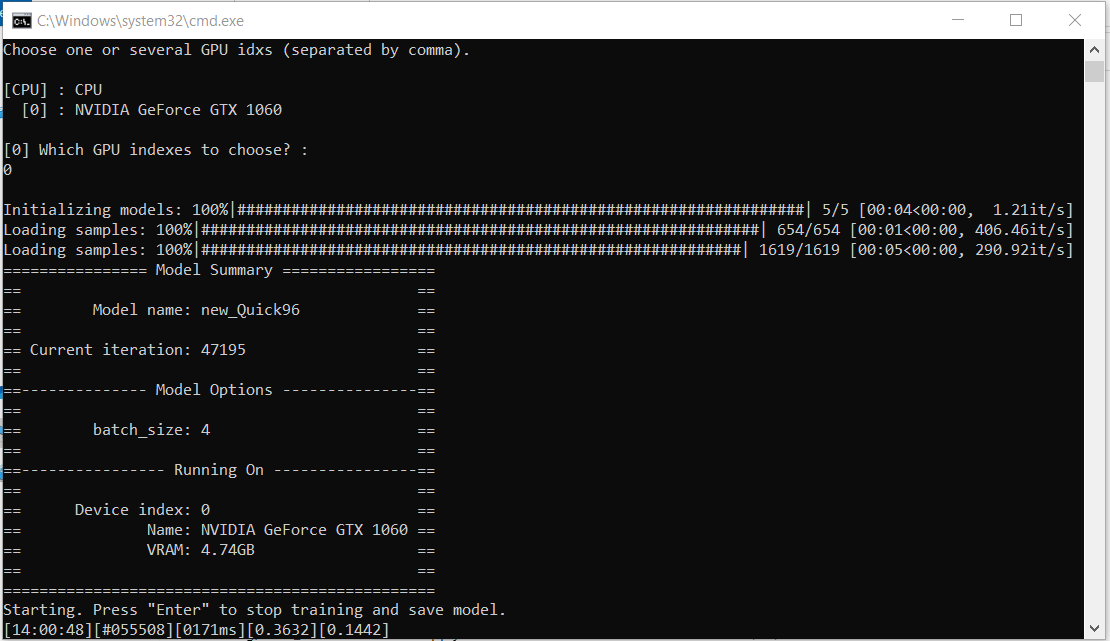 C:\Windows\system32\cmd.exe
Choose one or several GPU idxs (separated by comma).
[CPU] : CPU
[0] : NVIDIA GeForce GTX 1060
[0] Which GPU indexes to choose? :
0
Initializing models: 100%|###############################################################| 5/5 [00:04<00:00,  1.21it/s]
Loading samples: 100%|##############################################################| 654/654 [00:01<00:00, 406.46it/s]
Loading samples: 100%|############################################################| 1619/1619 [00:05<00:00, 290.92it/s]
================ Model Summary =================
==                                            ==
==        Model name: new_Quick96             ==
==                                            ==
== Current iteration: 47195                   ==
==                                            ==
==-------------- Model Options ---------------==
==                                            ==
==        batch_size: 4                       ==
==                                            ==
==---------------- Running On ----------------==
==                                            ==
==      Device index: 0                       ==
==              Name: NVIDIA GeForce GTX 1060 ==
==              VRAM: 4.74GB                  ==
==                                            ==
================================================
Starting. Press "Enter" to stop training and save model.
[14:00:48][#055508][0171ms][0.3632][0.1442]